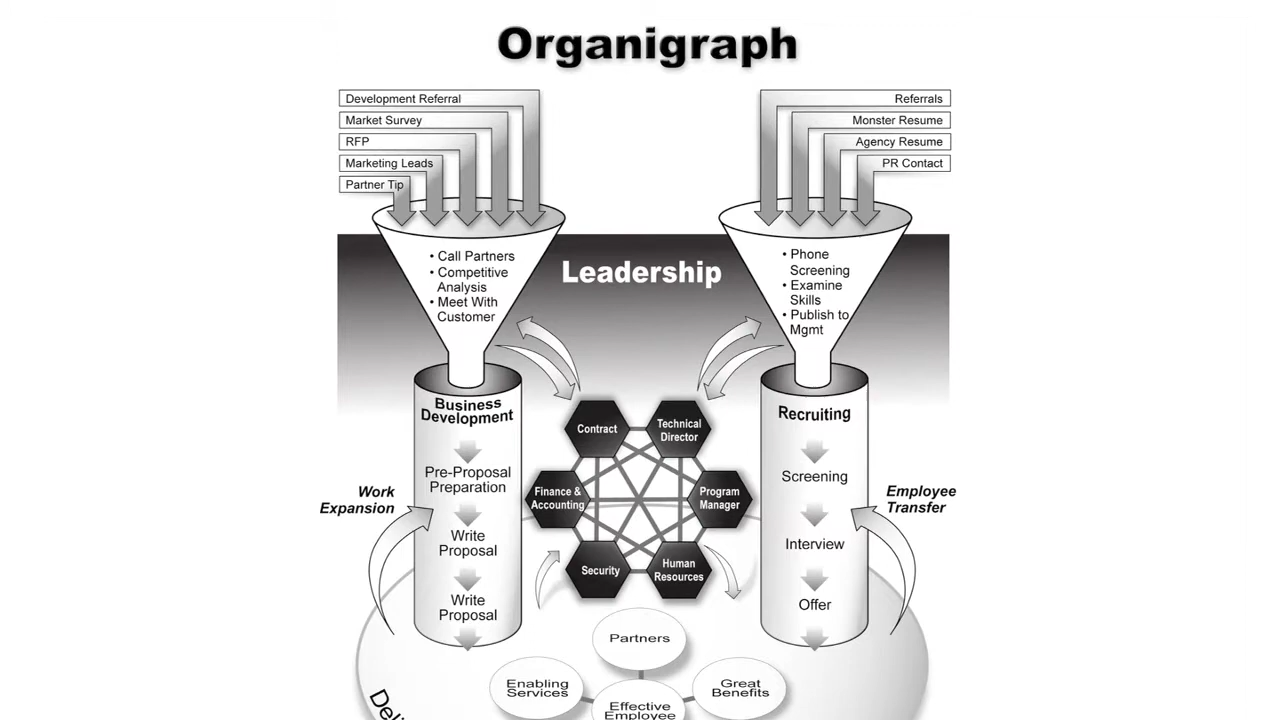 Organigraph
Development Referral
Market Survey
RFP
Marketing Leads
Partner Tip
Referrals
Monster Resume
Agency Resume
PR Contact
• Call Partners
• Competitive
Analysis
• Meet With
Customer
Leadership
• Phone
Screening
• Examine
Skills
• Publish to
Mgmt
Business
Development
Pre-Proposal
Preparation
Write
Proposal
Write
Proposal
Work
Expansion
Contract
Technical
Director
Finance &
Accounting
Program
Manager
Security
Human
Resources
Recruiting
Screening
Interview
Offer
Employee
Transfer
Partners
Enabling
Services
Great
Benefits
Effective
Employee